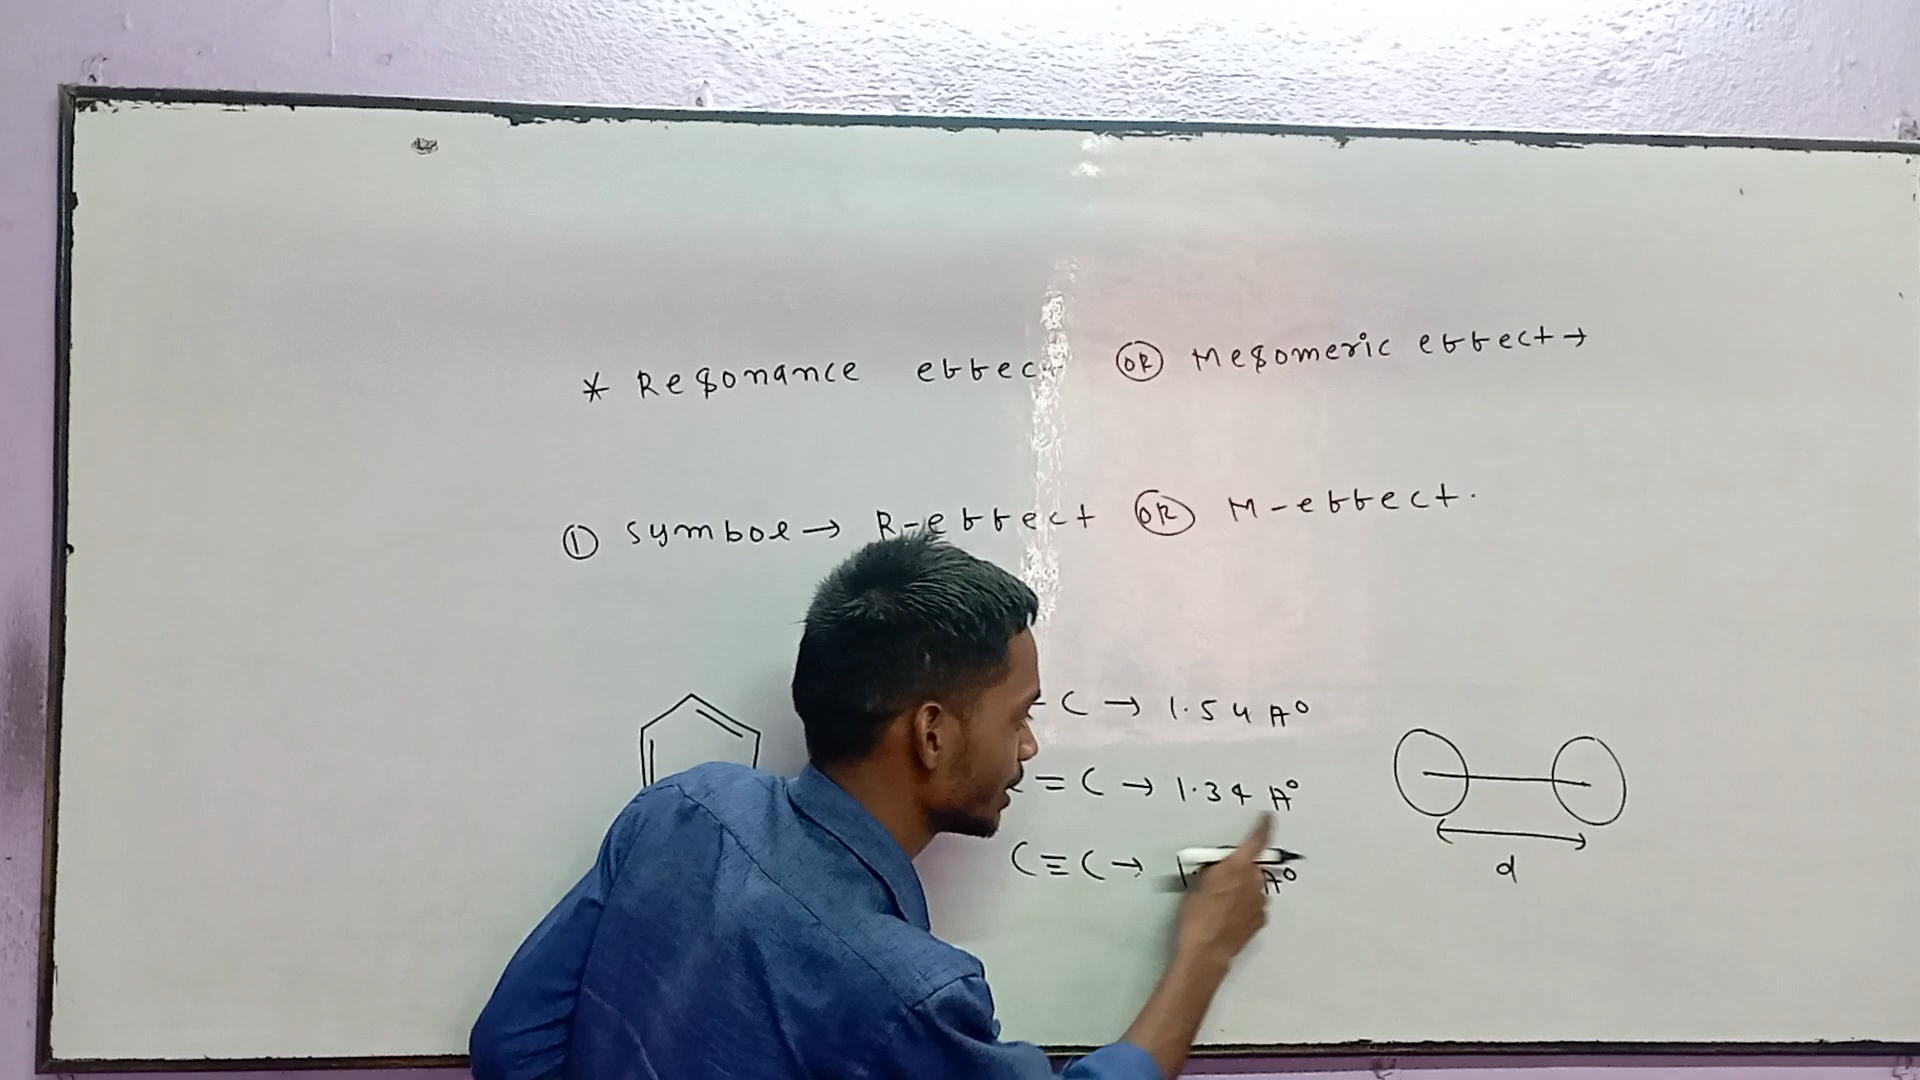 * Resonance effect OR Mesomeric effect →
① symbol → R-effect OR M-effect.
- C → 1.54 A°
= C → 1.34 A°
C ≡ C → A°
d